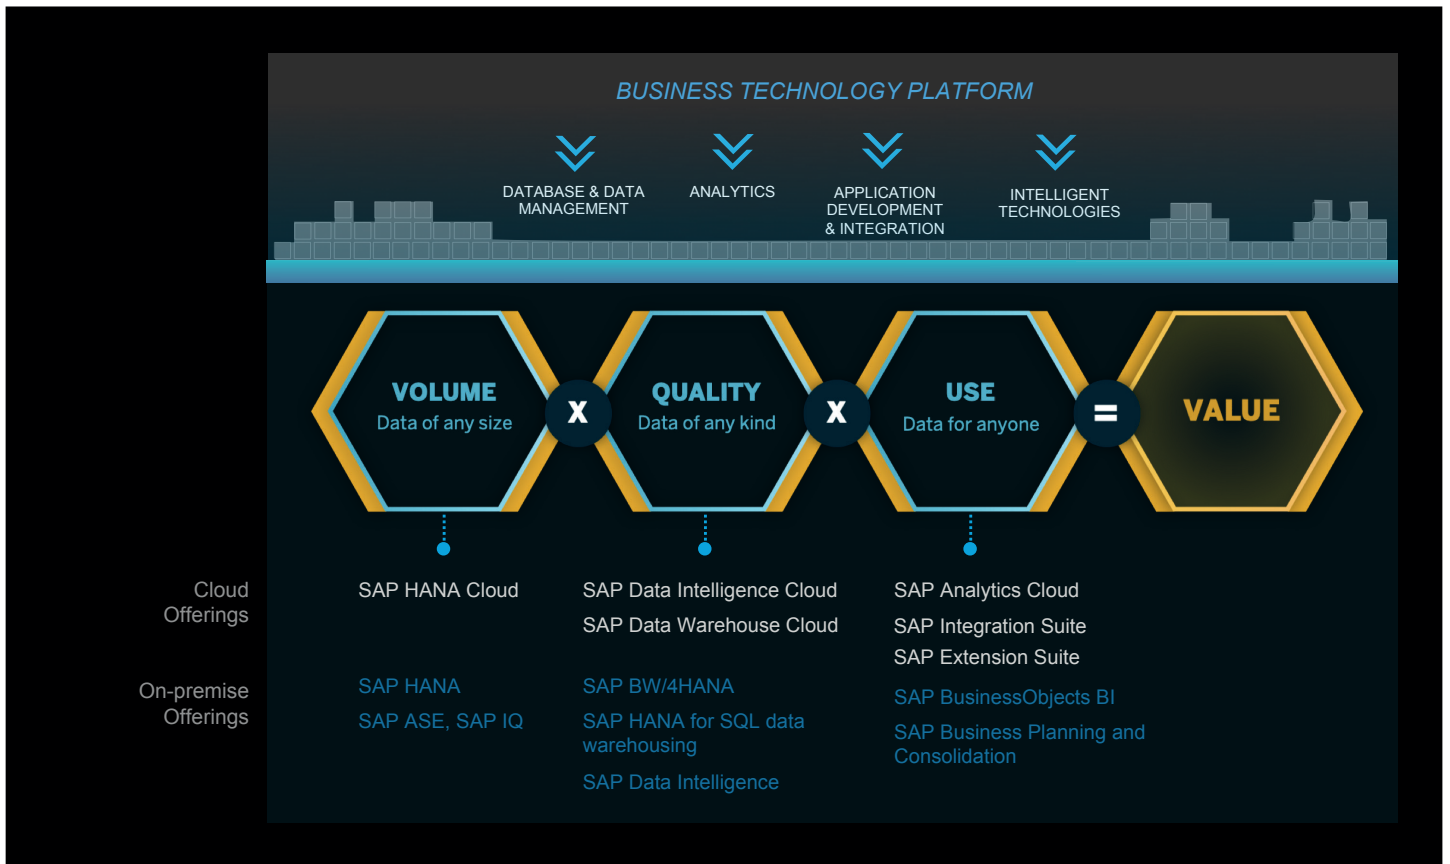 BUSINESS TECHNOLOGY PLATFORM
DATABASE & DATA
MANAGEMENT
ANALYTICS
APPLICATION
DEVELOPMENT
& INTEGRATION
INTELLIGENT
TECHNOLOGIES
VOLUME
Data of any size
X
QUALITY
Data of any kind
X
USE
Data for anyone
=
VALUE
Cloud
Offerings
SAP HANA Cloud
SAP Data Intelligence Cloud
SAP Data Warehouse Cloud
SAP Analytics Cloud
SAP Integration Suite
SAP Extension Suite
On-premise
Offerings
SAP HANA
SAP ASE, SAP IQ
SAP BW/4HANA
SAP HANA for SQL data
warehousing
SAP Data Intelligence
SAP BusinessObjects BI
SAP Business Planning and
Consolidation